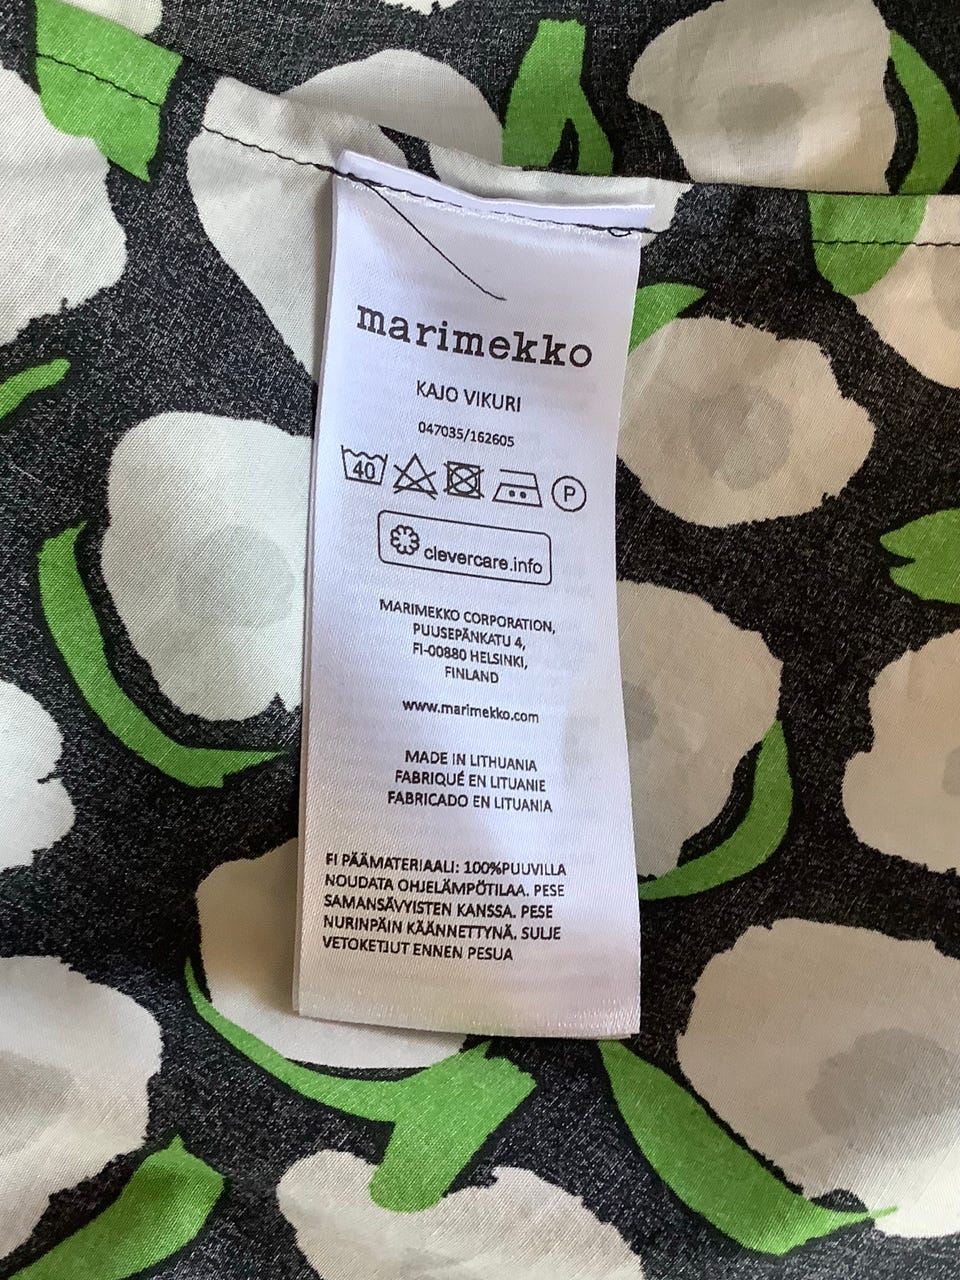 marimekko
KAJO VIKURI
047035/162605
40 P
clevercare.info
MARIMEKKO CORPORATION,
PUUSEPÄNKATU 4,
FI-00880 HELSINKI,
FINLAND
www.marimekko.com
MADE IN LITHUANIA
FABRIQUÉ EN LITUANIE
FABRICADO EN LITUANIA
FI PÄÄMATERIAALI: 100%PUUVILLA
NOUDATA OHJELÄMPÖTILAA. PESE
SAMANSÄVYISTEN KANSSA. PESE
NURINPÄIN KÄÄNNETTYNÄ. SULJE
VETOKETJUT ENNEN PESUA